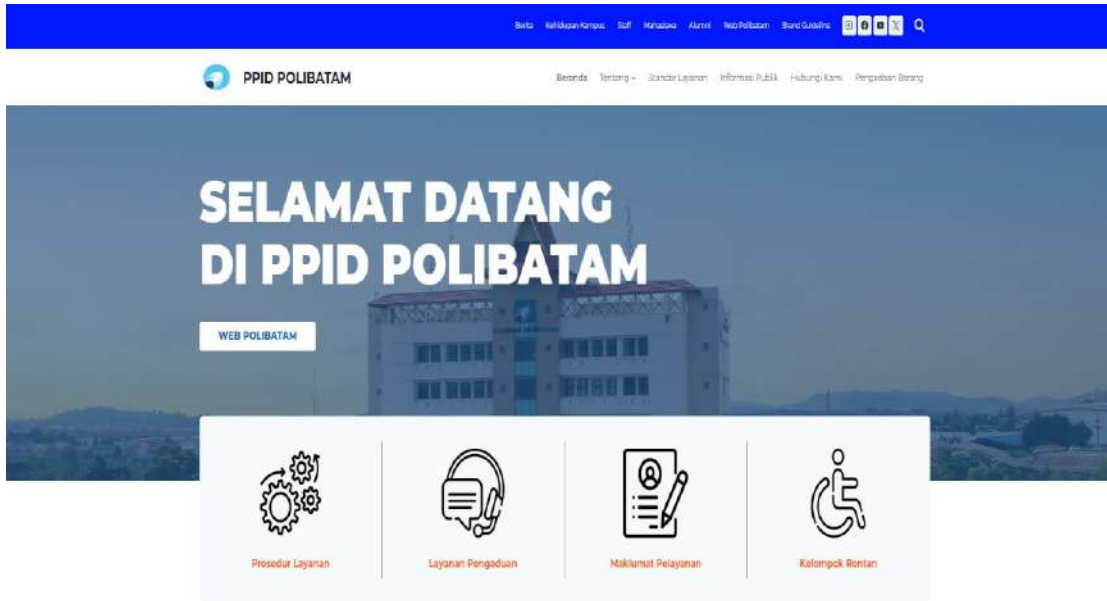 Berita Kehidupan Kampus Staff Mahasiswa Alumni Web Polibatam Brand Guideline
PPID POLIBATAM
Beranda Tentang Standar Layanan Informasi Publik Hubungi Kami Pengadaan Barang
SELAMAT DATANG
DI PPID POLIBATAM
WEB POLIBATAM
Prosedur Layanan
Layanan Pengaduan
Maklumat Pelayanan
Kelompok Rentan